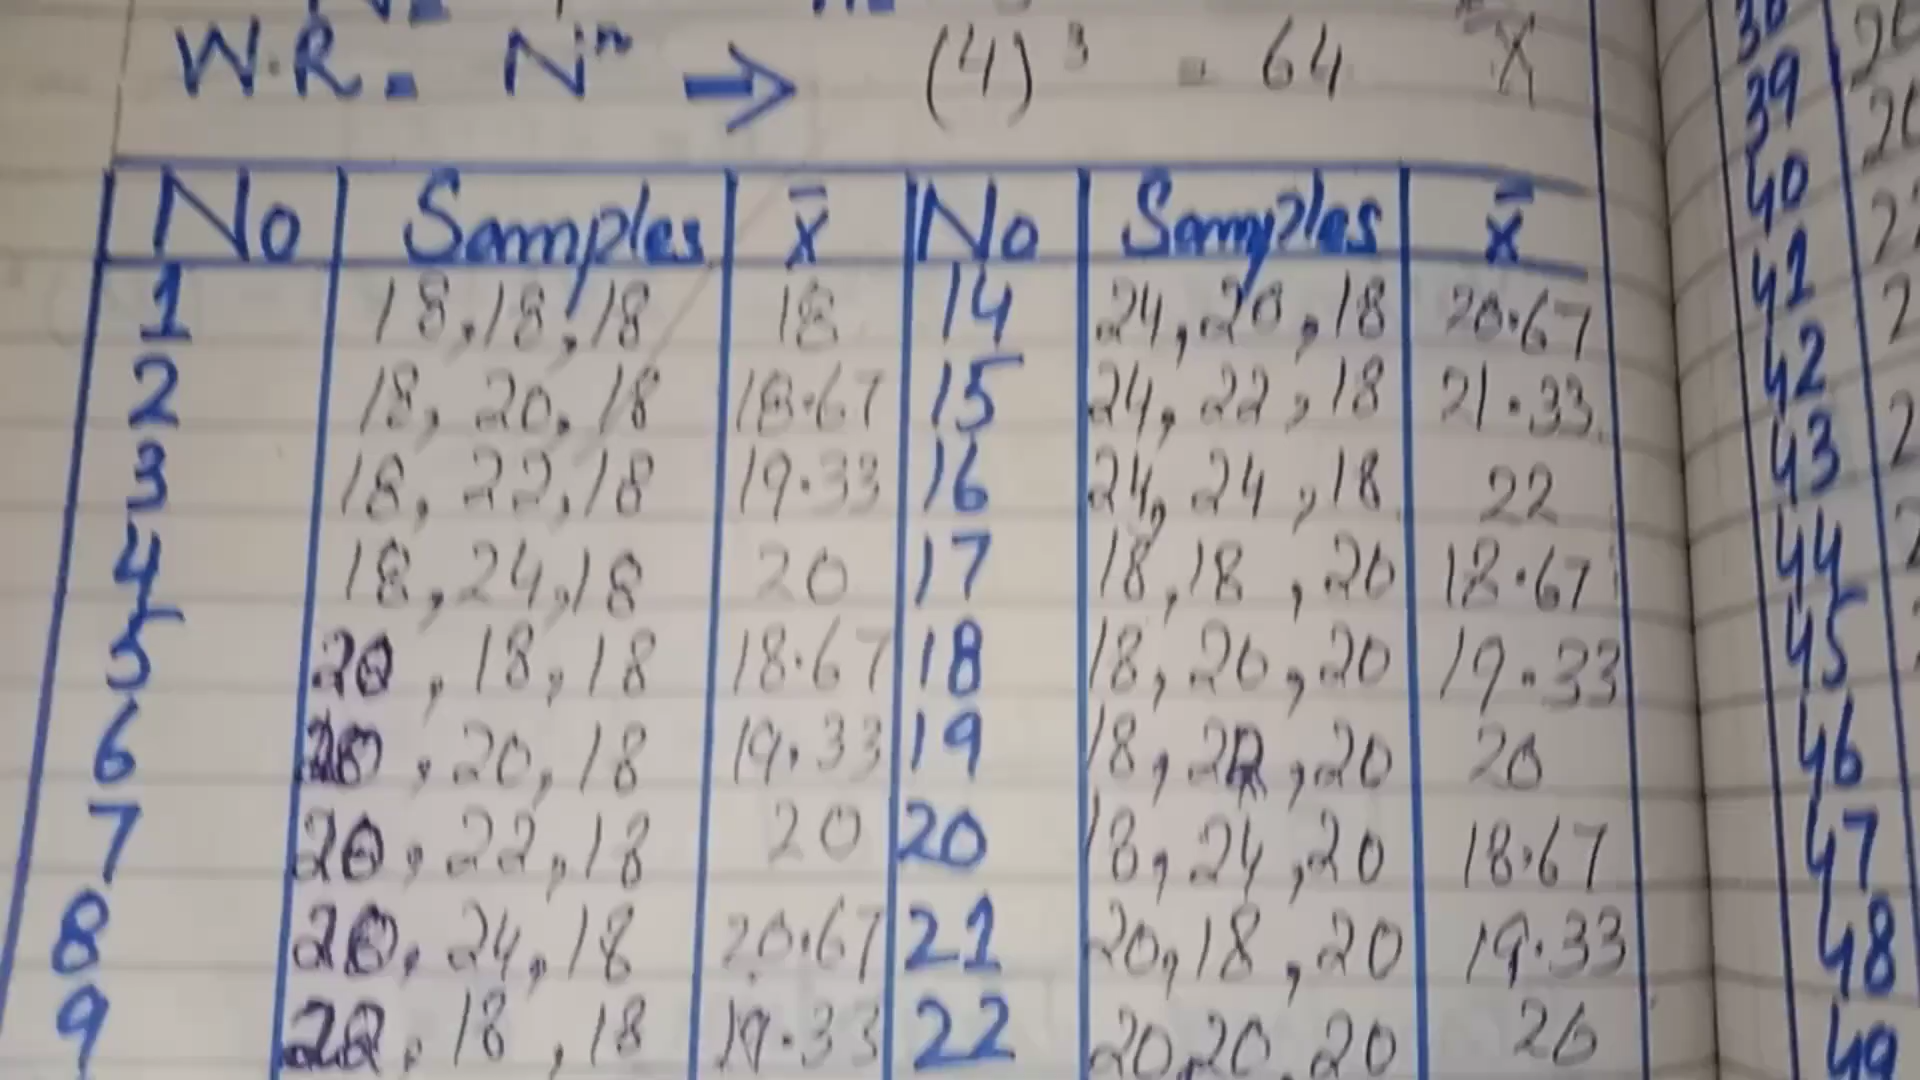 W.R = Nⁿ → (4)³ = 64 X
No Samples x̄ No Samples x̄
1 18,18,18 18 14 24,20,18 20.67
2 18,20,18 18.67 15 24,22,18 21.33
3 18,22,18 19.33 16 24,24,18 22
4 18,24,18 20 17 18,18,20 18.67
5 20,18,18 18.67 18 18,20,20 19.33
6 20,20,18 19.33 19 18,22,20 20
7 20,22,18 20 20 18,24,20 18.67
8 20,24,18 20.67 21 20,18,20 19.33
9 22,18,18 19.33 22 20,20,20 20
39
40
41
42
43
44
45
46
47
48
49